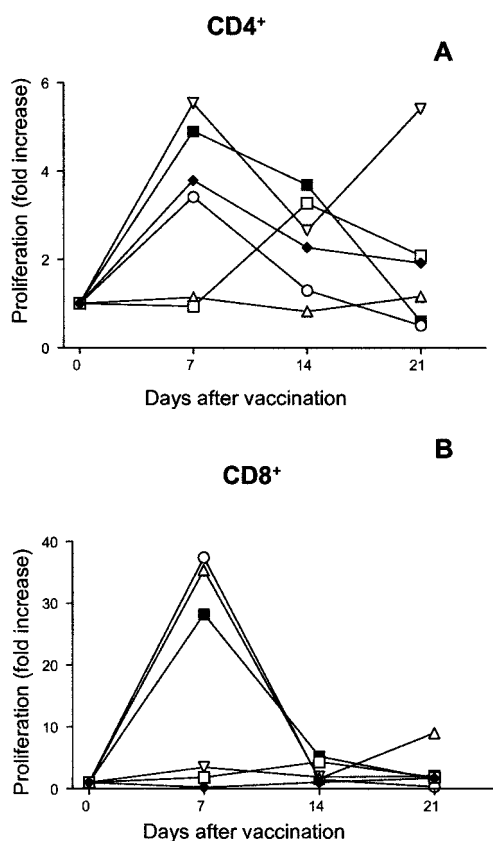 CD4⁺
A
Proliferation (fold increase)
6
4
2
0
0 7 14 21
Days after vaccination
B
CD8⁺
Proliferation (fold increase)
40
30
20
10
0
0 7 14 21
Days after vaccination